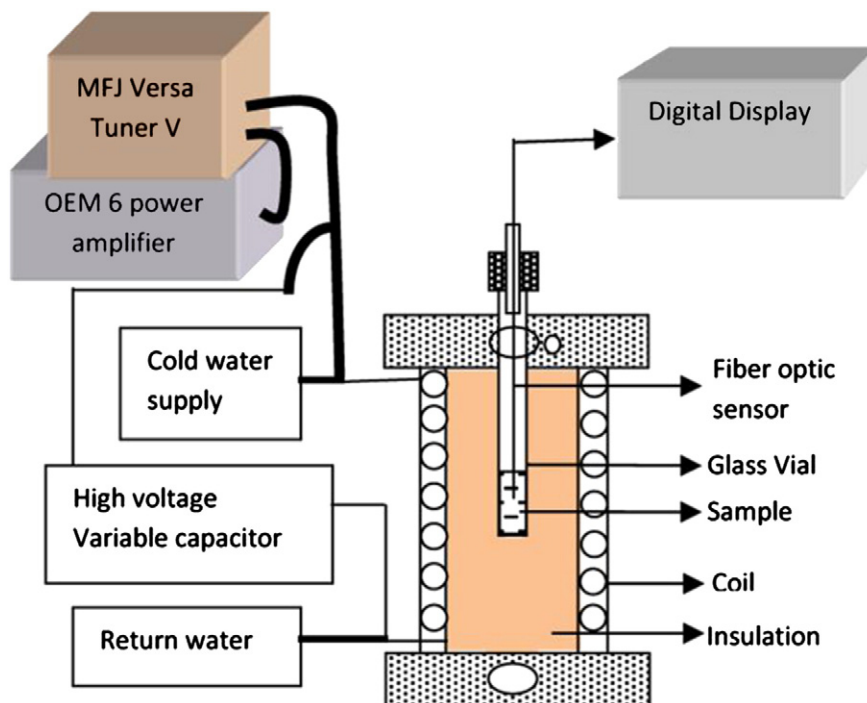 MFJ Versa
Tuner V
OEM 6 power
amplifier
Digital Display
Cold water
supply
High voltage
Variable capacitor
Return water
Fiber optic
sensor
Glass Vial
Sample
Coil
Insulation